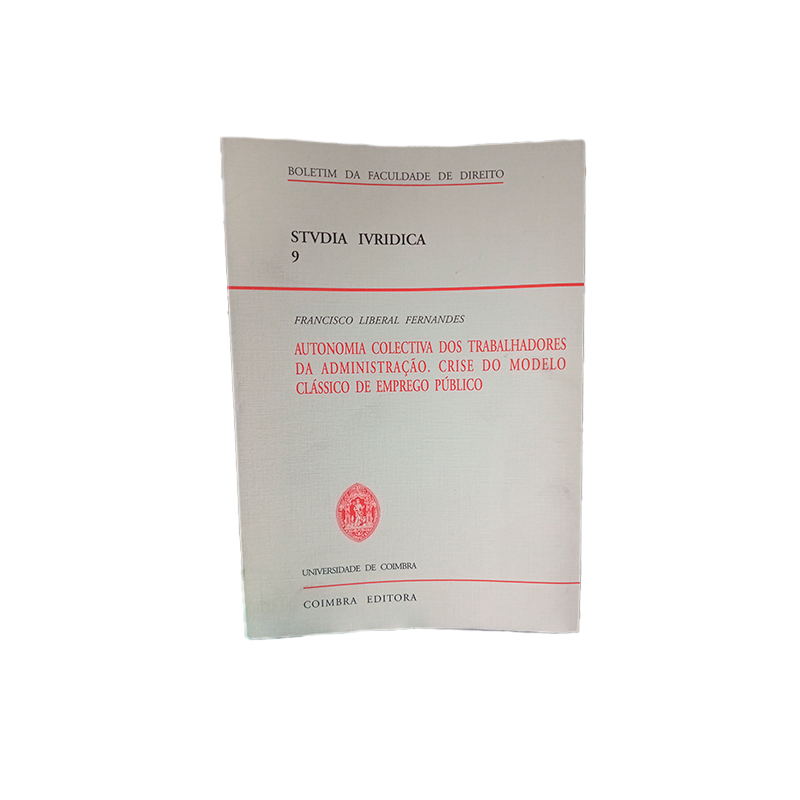 BOLETIM DA FACULDADE DE DIREITO
STVDIA IVRIDICA
9
FRANCISCO LIBERAL FERNANDES
AUTONOMIA COLECTIVA DOS TRABALHADORES
DA ADMINISTRAÇÃO. CRISE DO MODELO
CLÁSSICO DE EMPREGO PÚBLICO
UNIVERSIDADE DE COIMBRA
COIMBRA EDITORA